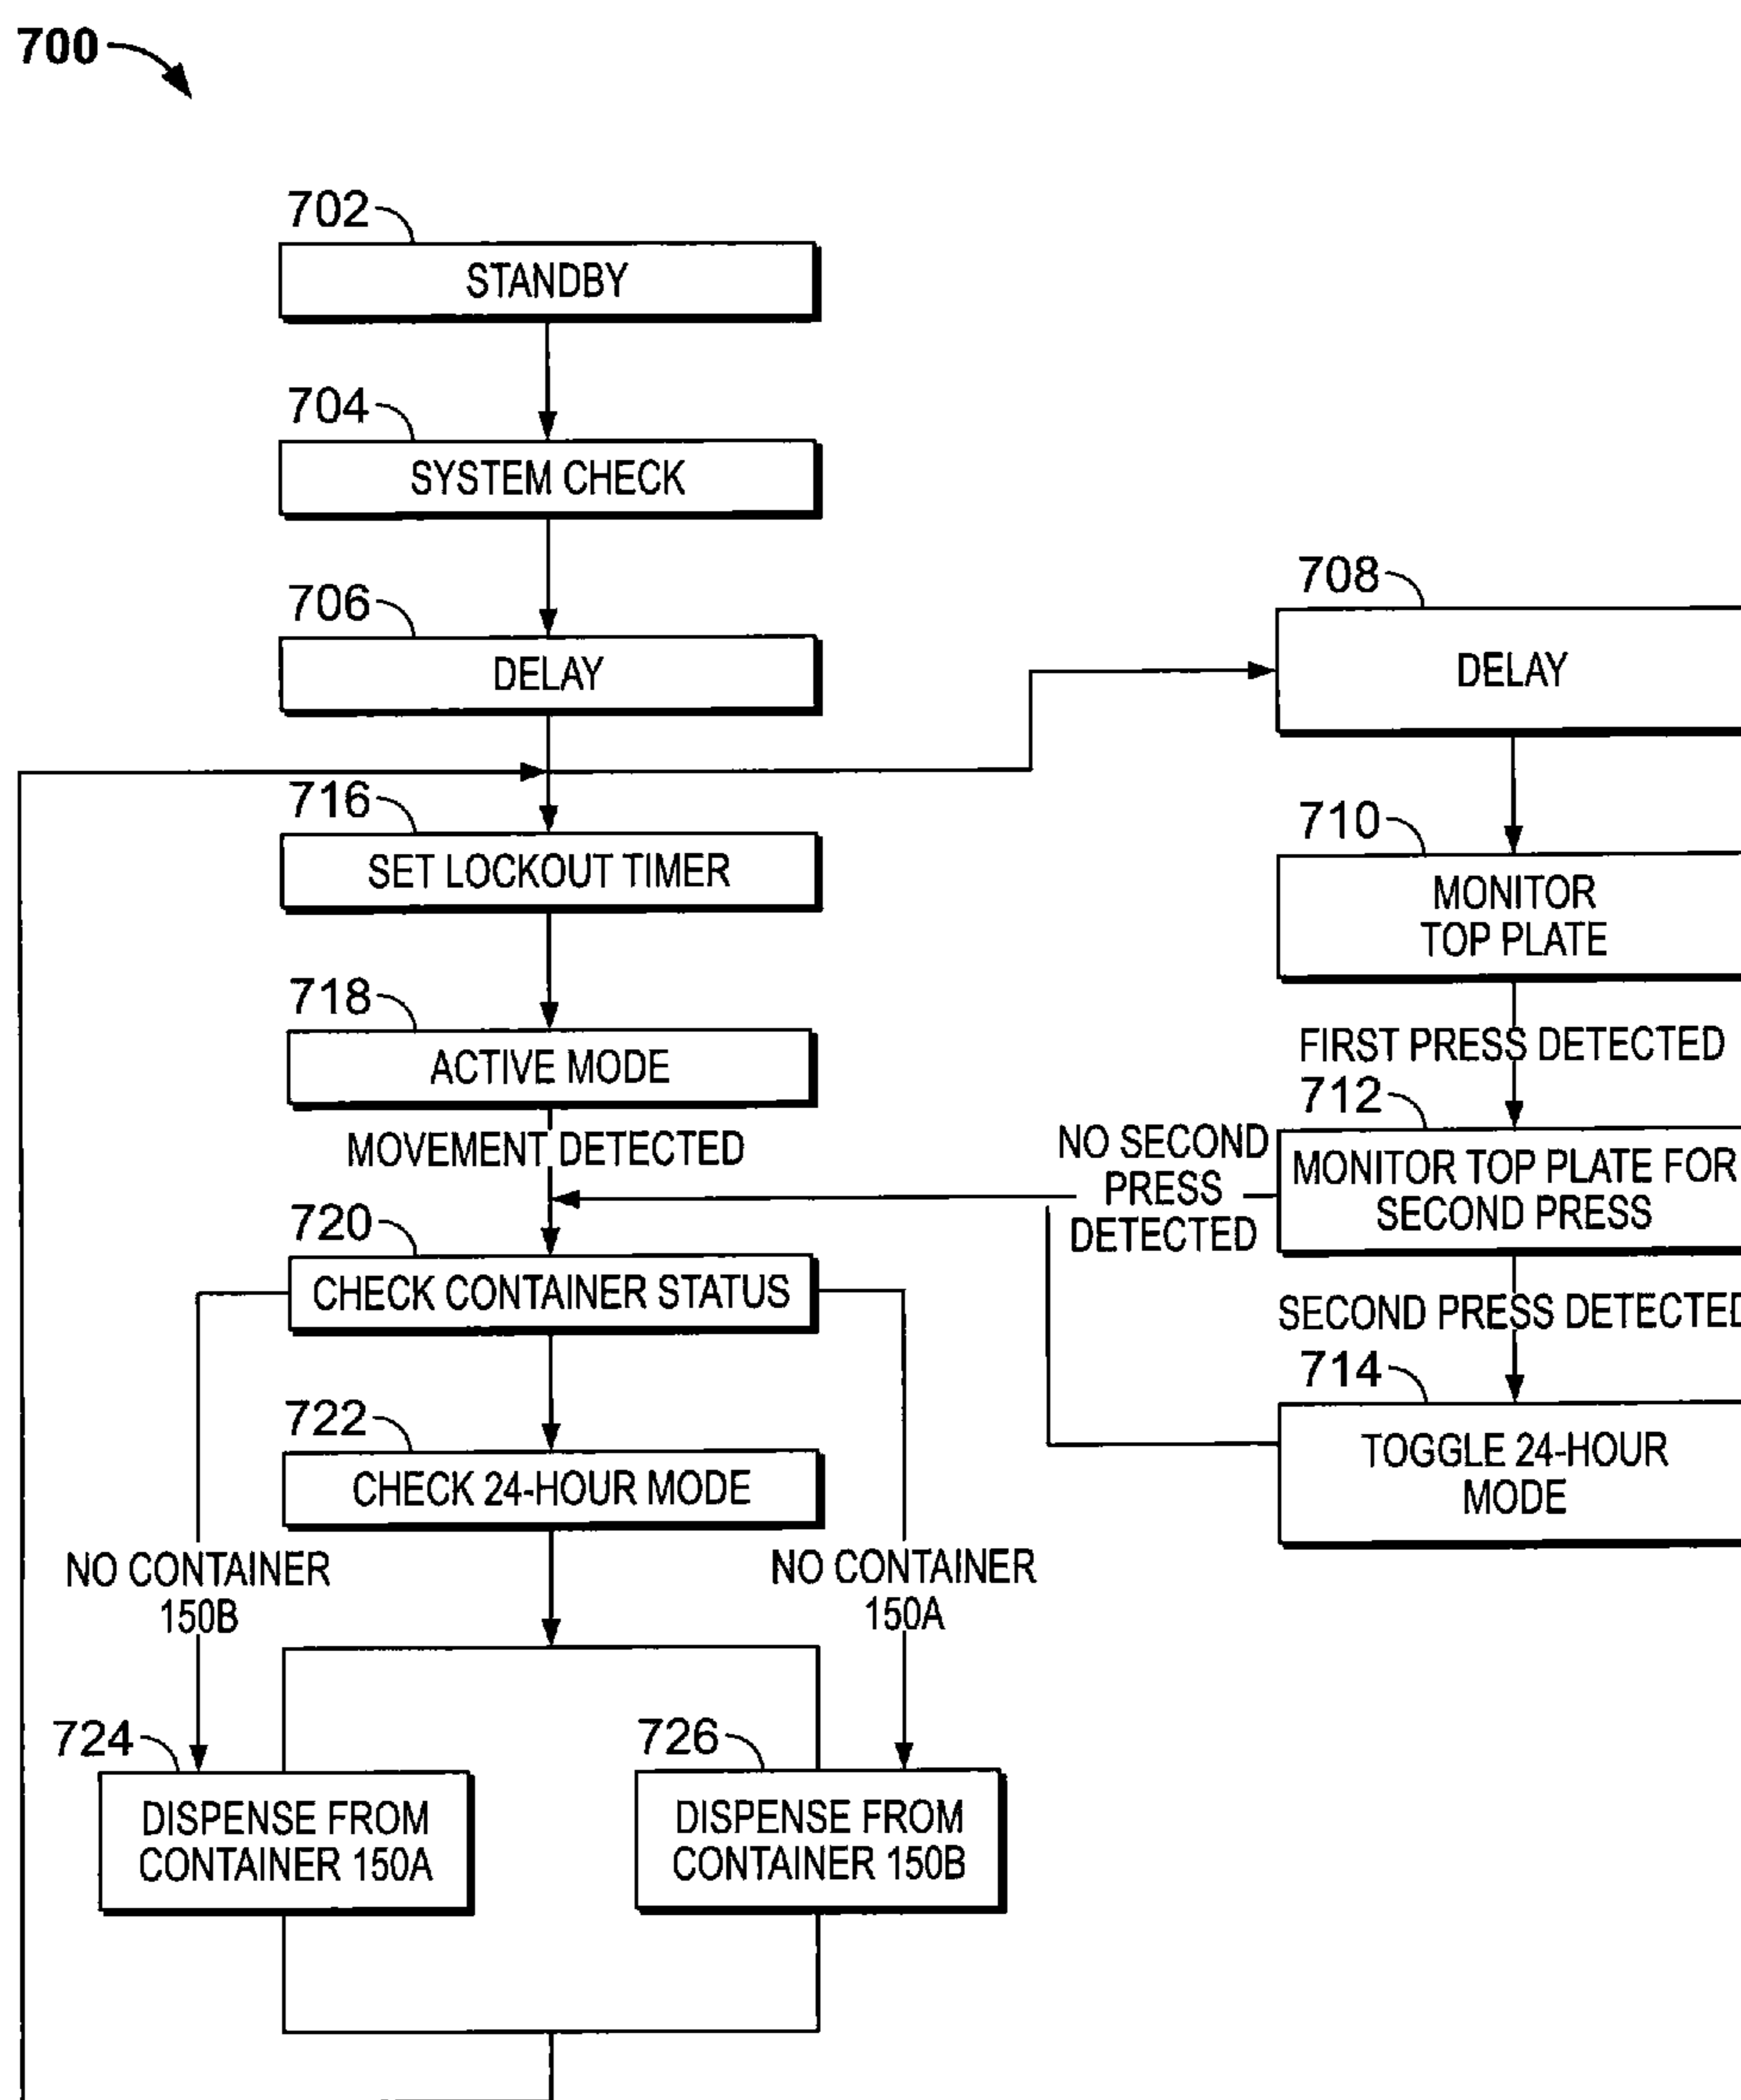 700
702
STANDBY
704
SYSTEM CHECK
706
DELAY
716
SET LOCKOUT TIMER
718
ACTIVE MODE
MOVEMENT DETECTED
720
CHECK CONTAINER STATUS
722
CHECK 24-HOUR MODE
NO CONTAINER
150B
NO CONTAINER
150A
724
DISPENSE FROM
CONTAINER 150A
726
DISPENSE FROM
CONTAINER 150B
708
DELAY
710
MONITOR
TOP PLATE
FIRST PRESS DETECTED
712
MONITOR TOP PLATE FOR
SECOND PRESS
NO SECOND
PRESS
DETECTED
SECOND PRESS DETECTED
714
TOGGLE 24-HOUR
MODE